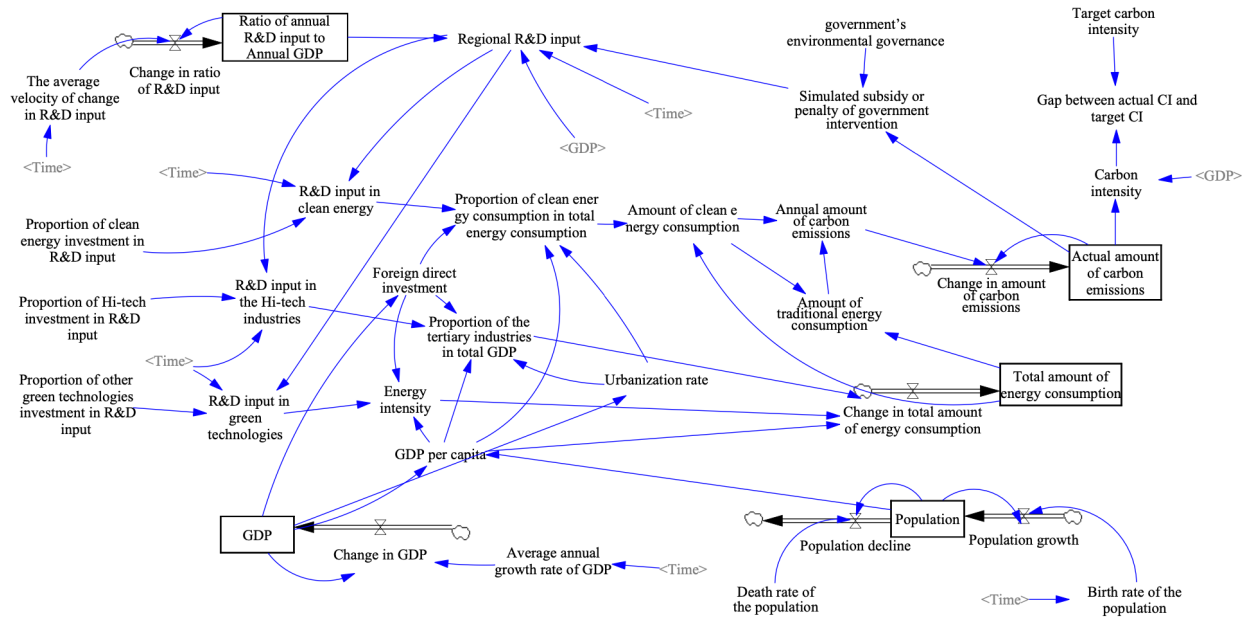 Ratio of annual
R&D input to
Annual GDP
Change in ratio
of R&D input
The average
velocity of change
in R&D input
<Time>
Regional R&D input
<Time>
<GDP>
government's
environmental governance
Simulated subsidy or
penalty of government
intervention
Target carbon
intensity
Gap between actual CI and
target CI
Carbon
intensity
<GDP>
<Time>
R&D input in
clean energy
Proportion of clean
energy investment in
R&D input
Proportion of clean ener
gy consumption in total
energy consumption
Amount of clean e
nergy consumption
Annual amount
of carbon
emissions
Change in amount
of carbon
emissions
Actual amount
of carbon
emissions
Proportion of Hi-tech
investment in R&D
input
R&D input in
the Hi-tech
industries
Foreign direct
investment
Proportion of the
tertiary industries
in total GDP
Amount of
traditional energy
consumption
<Time>
Proportion of other
green technologies
investment in R&D
input
R&D input in
green
technologies
Energy
intensity
Urbanization rate
Change in total amount
of energy consumption
Total amount of
energy consumption
GDP per capita
GDP
Change in GDP
Average annual
growth rate of GDP
<Time>
Population decline
Population
Population growth
Death rate of
the population
<Time>
Birth rate of the
population